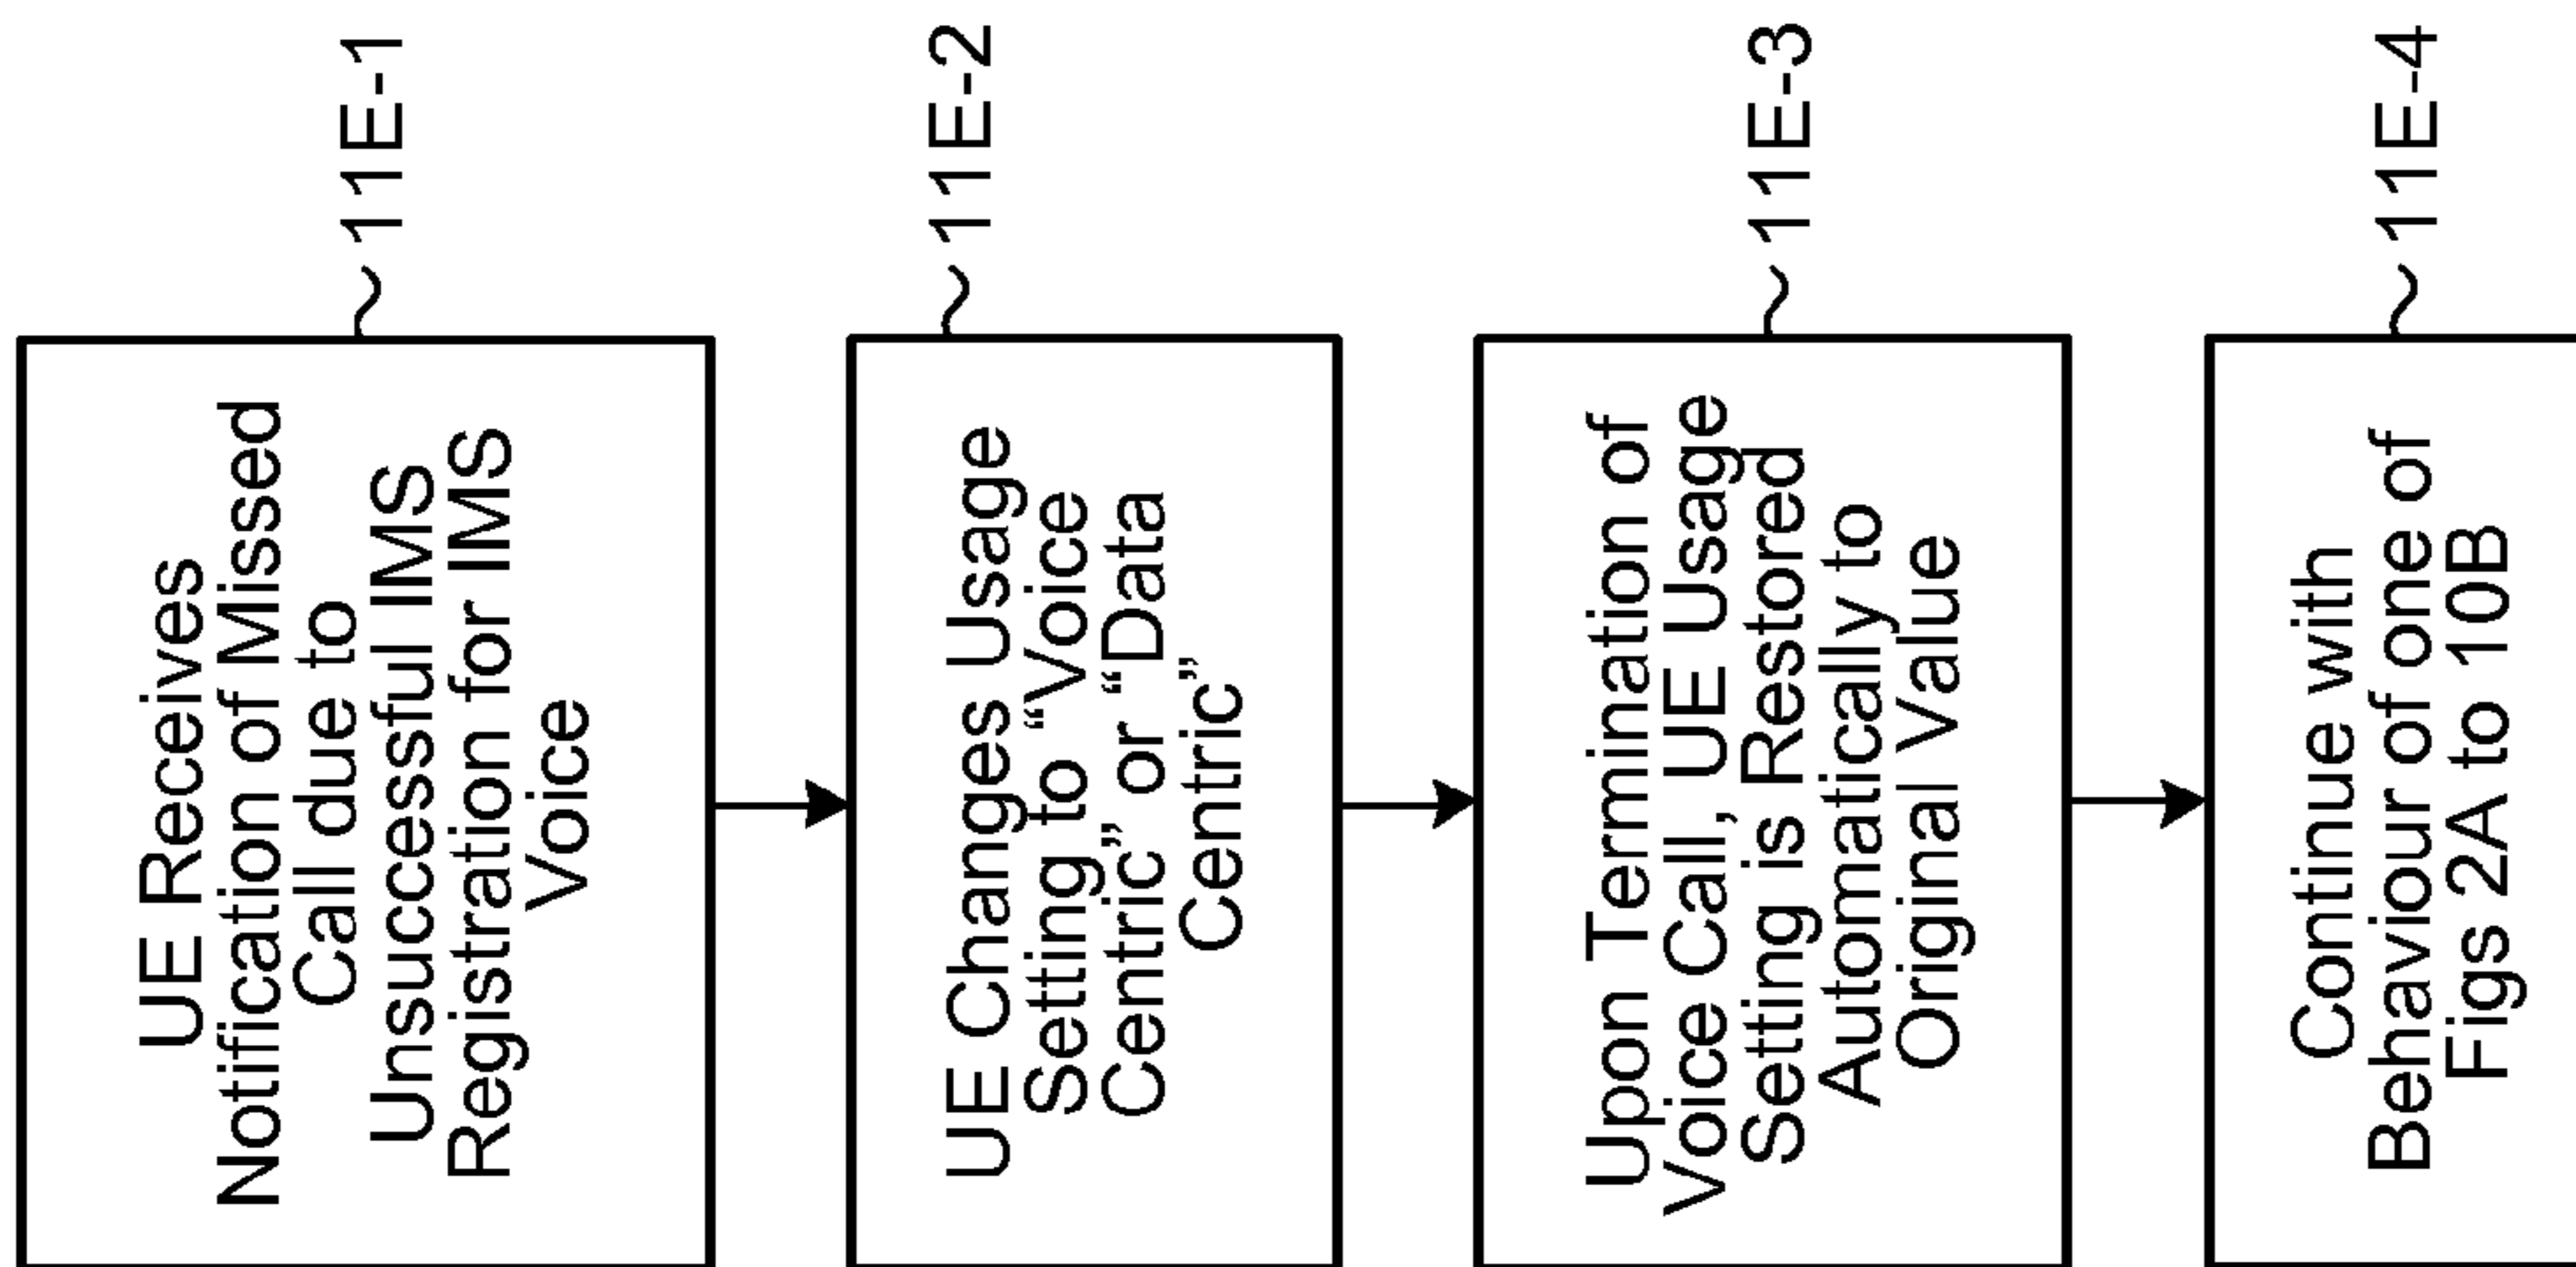 UE Receives
Notification of Missed
Call due to
Unsuccessful IMS
Registration for IMS
Voice
11E-1
UE Changes Usage
Setting to “Voice
Centric” or “Data
Centric”
11E-2
Upon Termination of
Voice Call, UE Usage
Setting is Restored
Automatically to
Original Value
11E-3
Continue with
Behaviour of one of
Figs 2A to 10B
11E-4